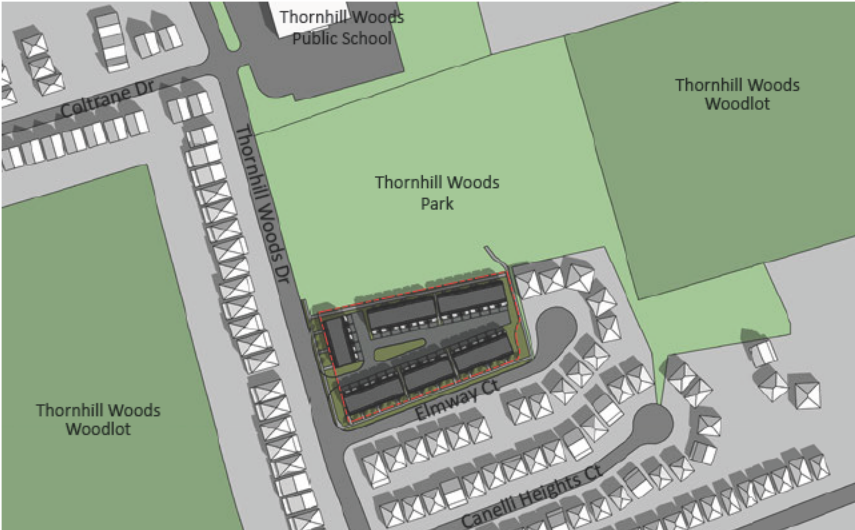 Thornhill Woods
Public School
Coltrane Dr
Thornhill Woods
Woodlot
Thornhill Woods Dr
Thornhill Woods
Park
Thornhill Woods
Woodlot
Elmway Ct
Canelli Heights Ct